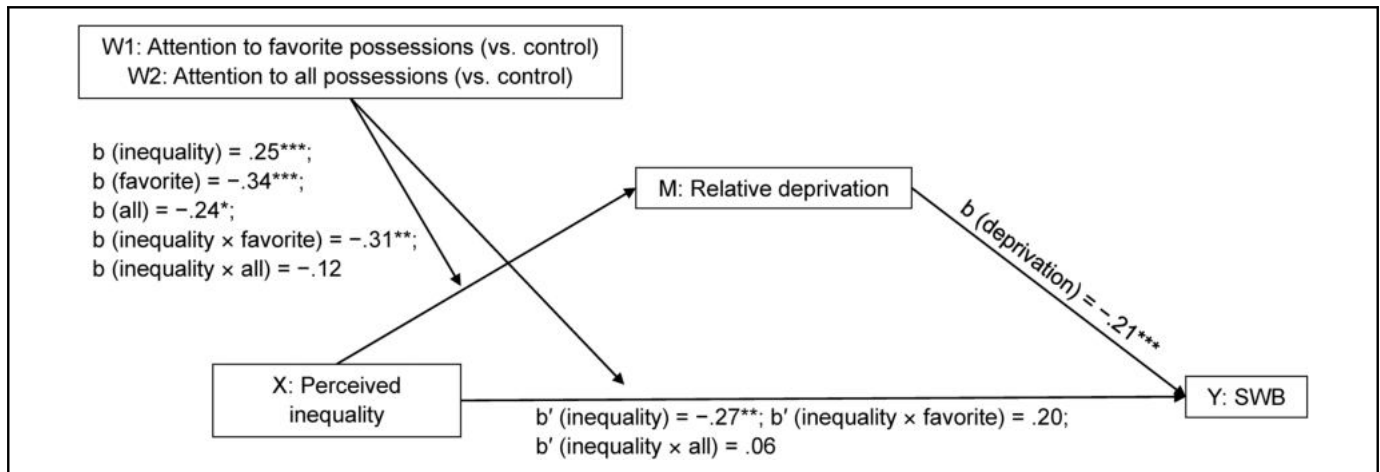 W1: Attention to favorite possessions (vs. control)
W2: Attention to all possessions (vs. control)
b (inequality) = .25***;
b (favorite) = −.34***;
b (all) = −.24*;
b (inequality × favorite) = −.31**;
b (inequality × all) = −.12
M: Relative deprivation
b (deprivation) = −.21***
X: Perceived
inequality
Y: SWB
b′ (inequality) = −.27**; b′ (inequality × favorite) = .20;
b′ (inequality × all) = .06